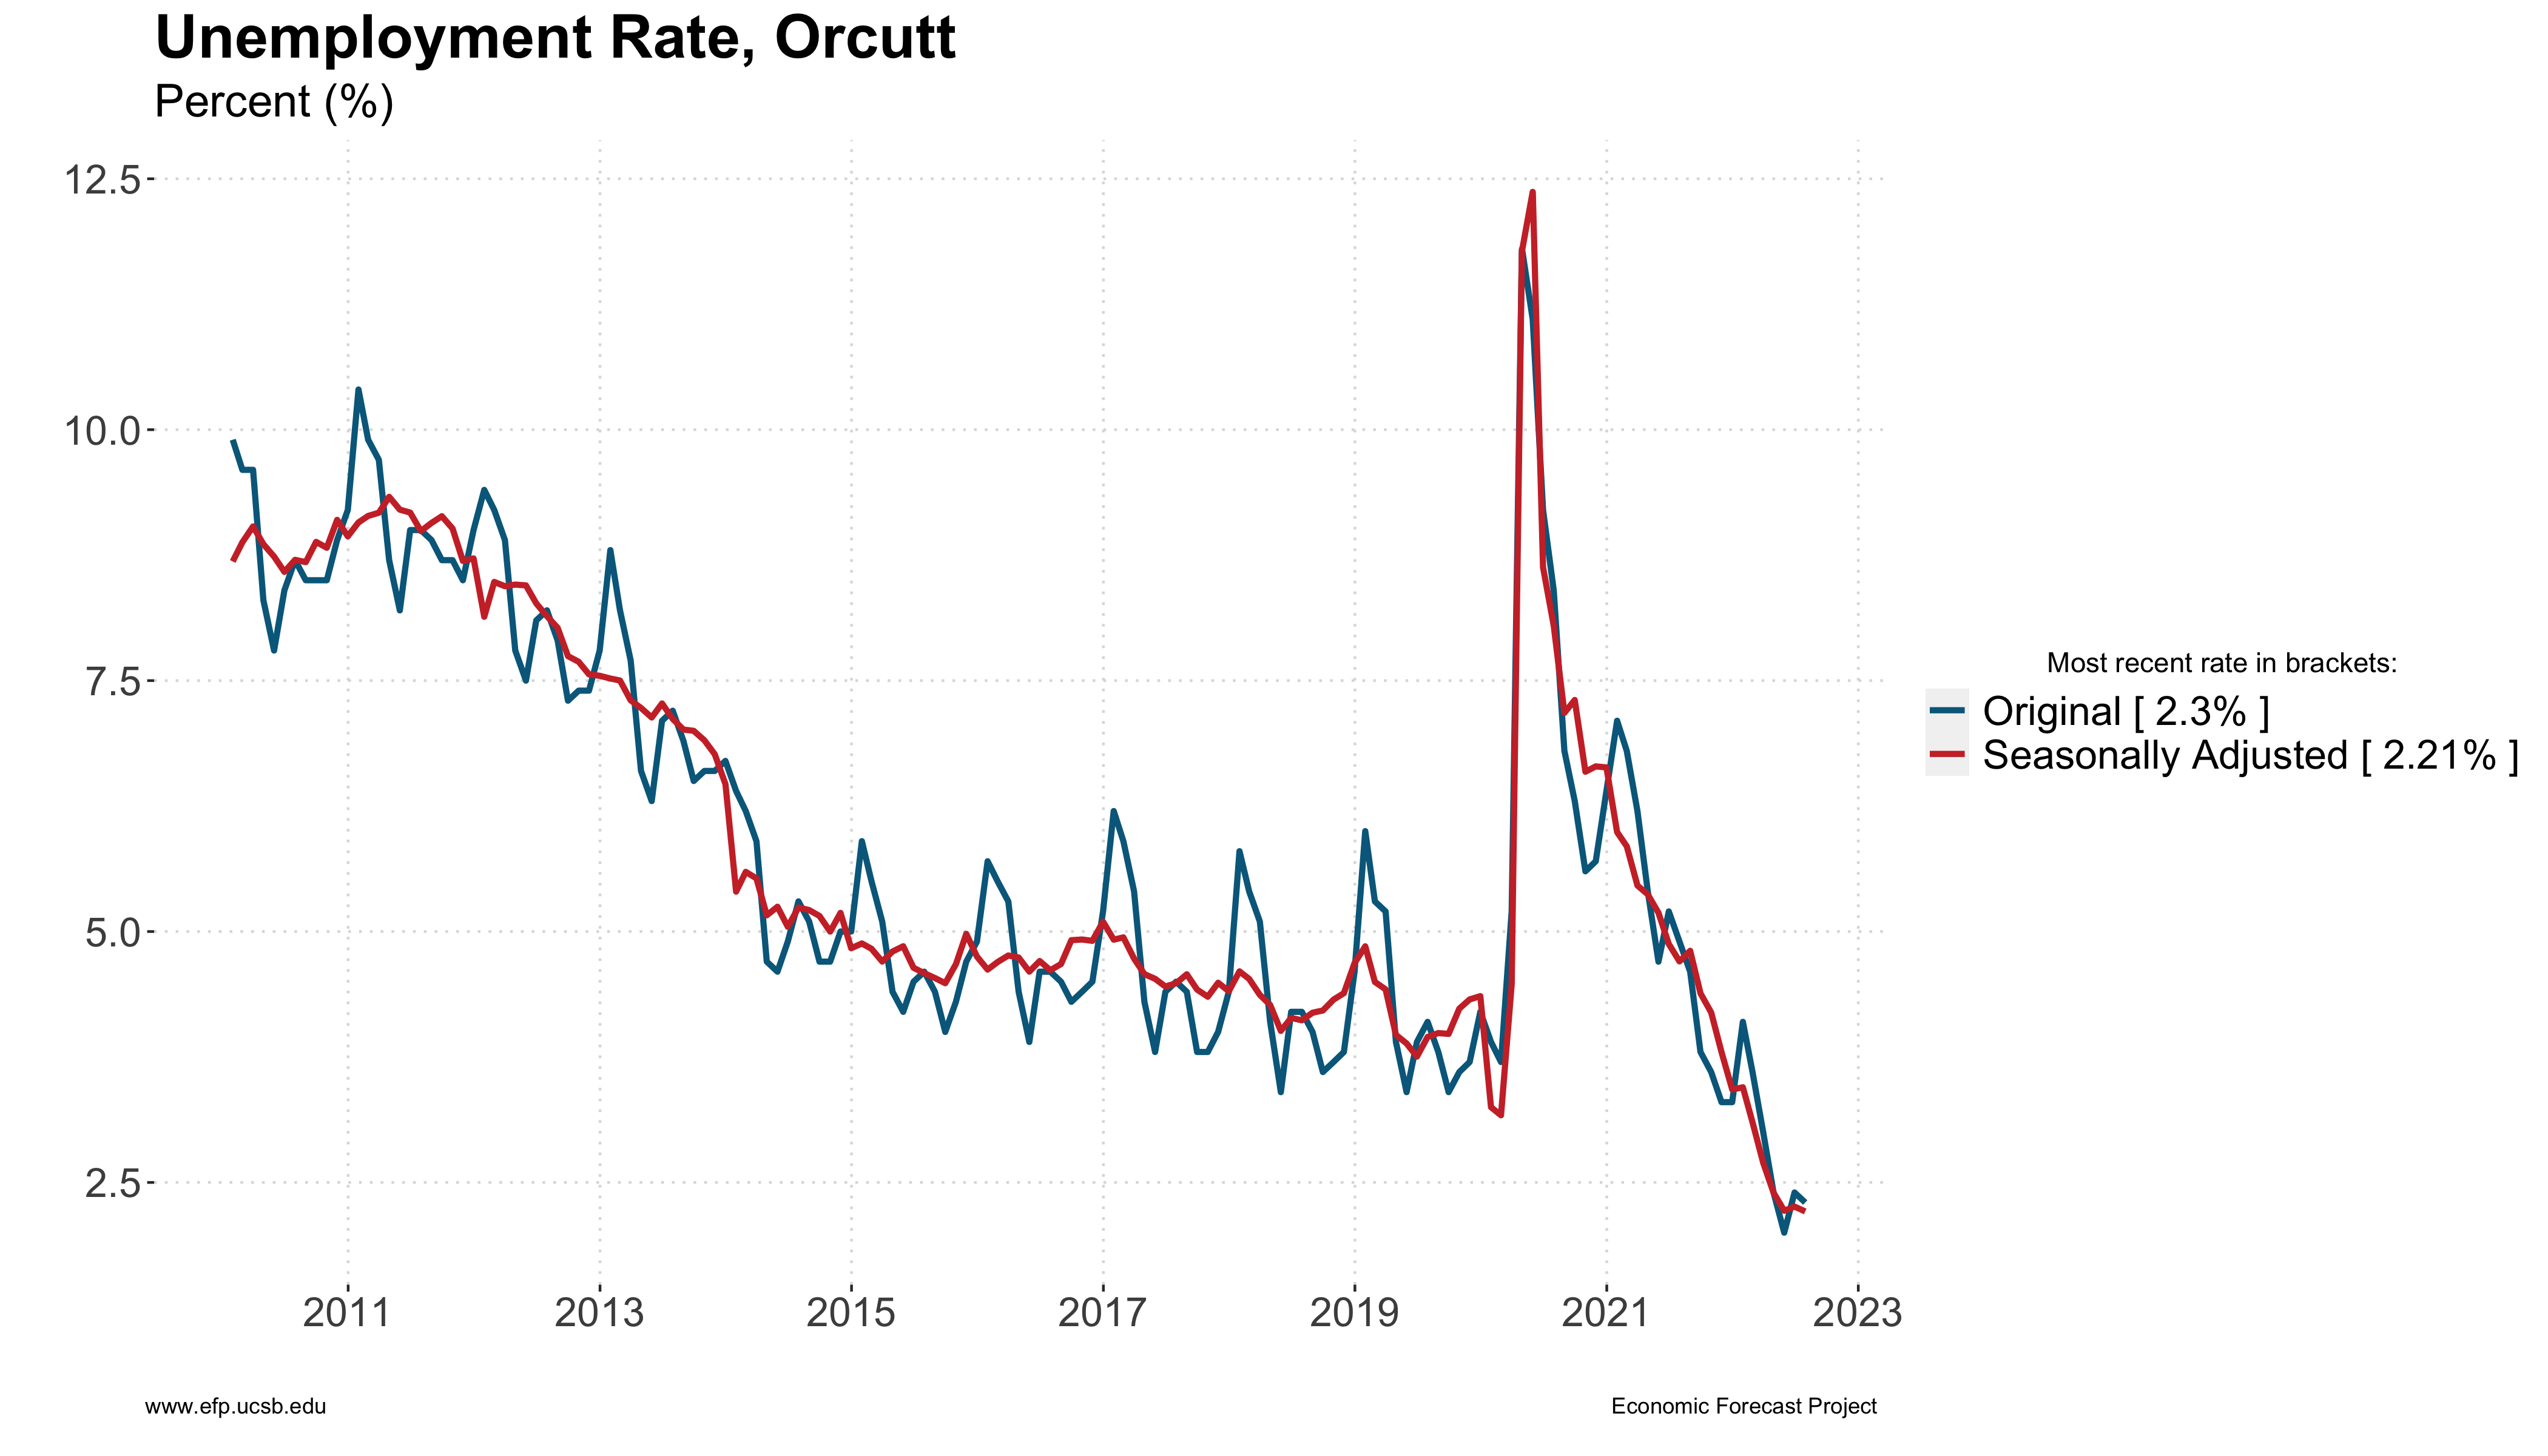 Unemployment Rate, Orcutt
Percent (%)
12.5
10.0
7.5
5.0
2.5
2011 2013 2015 2017 2019 2021 2023
Most recent rate in brackets:
Original [ 2.3% ]
Seasonally Adjusted [ 2.21% ]
www.efp.ucsb.edu Economic Forecast Project